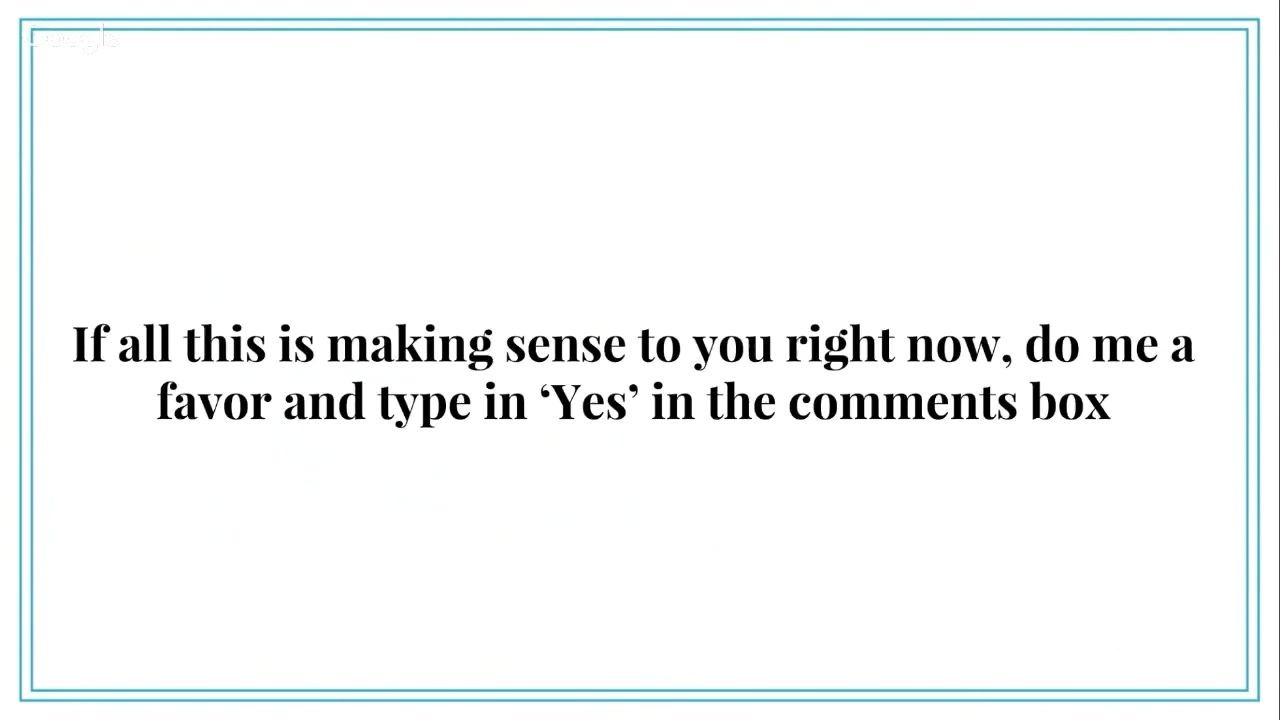 Google
If all this is making sense to you right now, do me a
favor and type in ‘Yes’ in the comments box